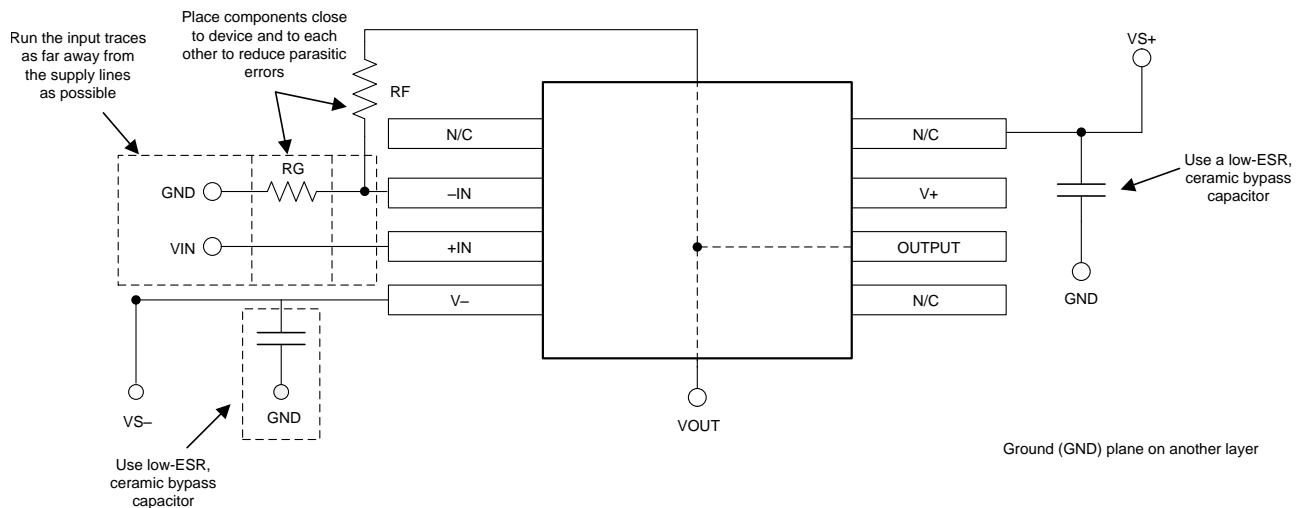 Run the input traces
as far away from
the supply lines
as possible
Place components close
to device and to each
other to reduce parasitic
errors
RF
RG
GND
VIN
N/C
–IN
+IN
V–
N/C
V+
OUTPUT
N/C
VS+
Use a low-ESR,
ceramic bypass
capacitor
GND
VS–
GND
Use low-ESR,
ceramic bypass
capacitor
VOUT
Ground (GND) plane on another layer